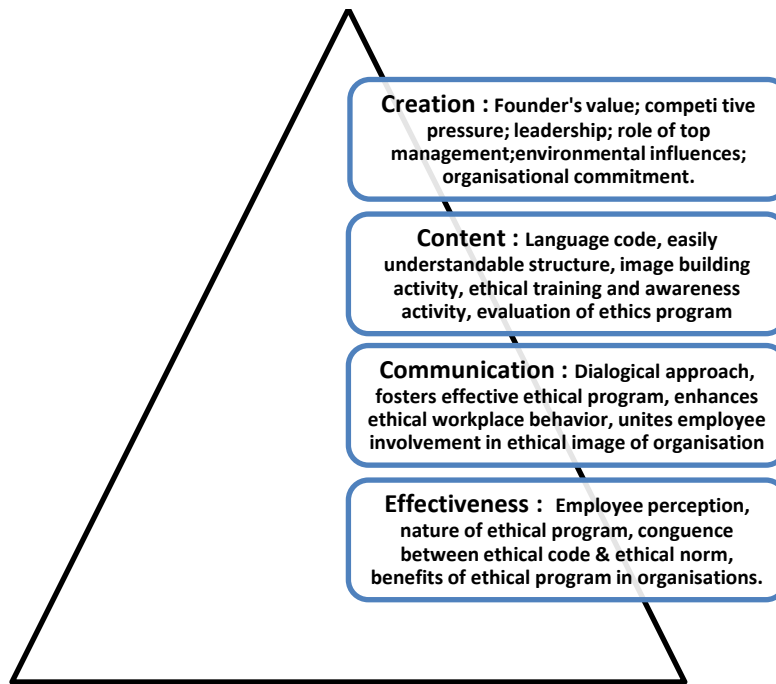 Creation : Founder's value; competi tive
pressure; leadership; role of top
management;environmental influences;
organisational commitment.
Content : Language code, easily
understandable structure, image building
activity, ethical training and awareness
activity, evaluation of ethics program
Communication : Dialogical approach,
fosters effective ethical program, enhances
ethical workplace behavior, unites employee
involvement in ethical image of organisation
Effectiveness : Employee perception,
nature of ethical program, conguence
between ethical code & ethical norm,
benefits of ethical program in organisations.